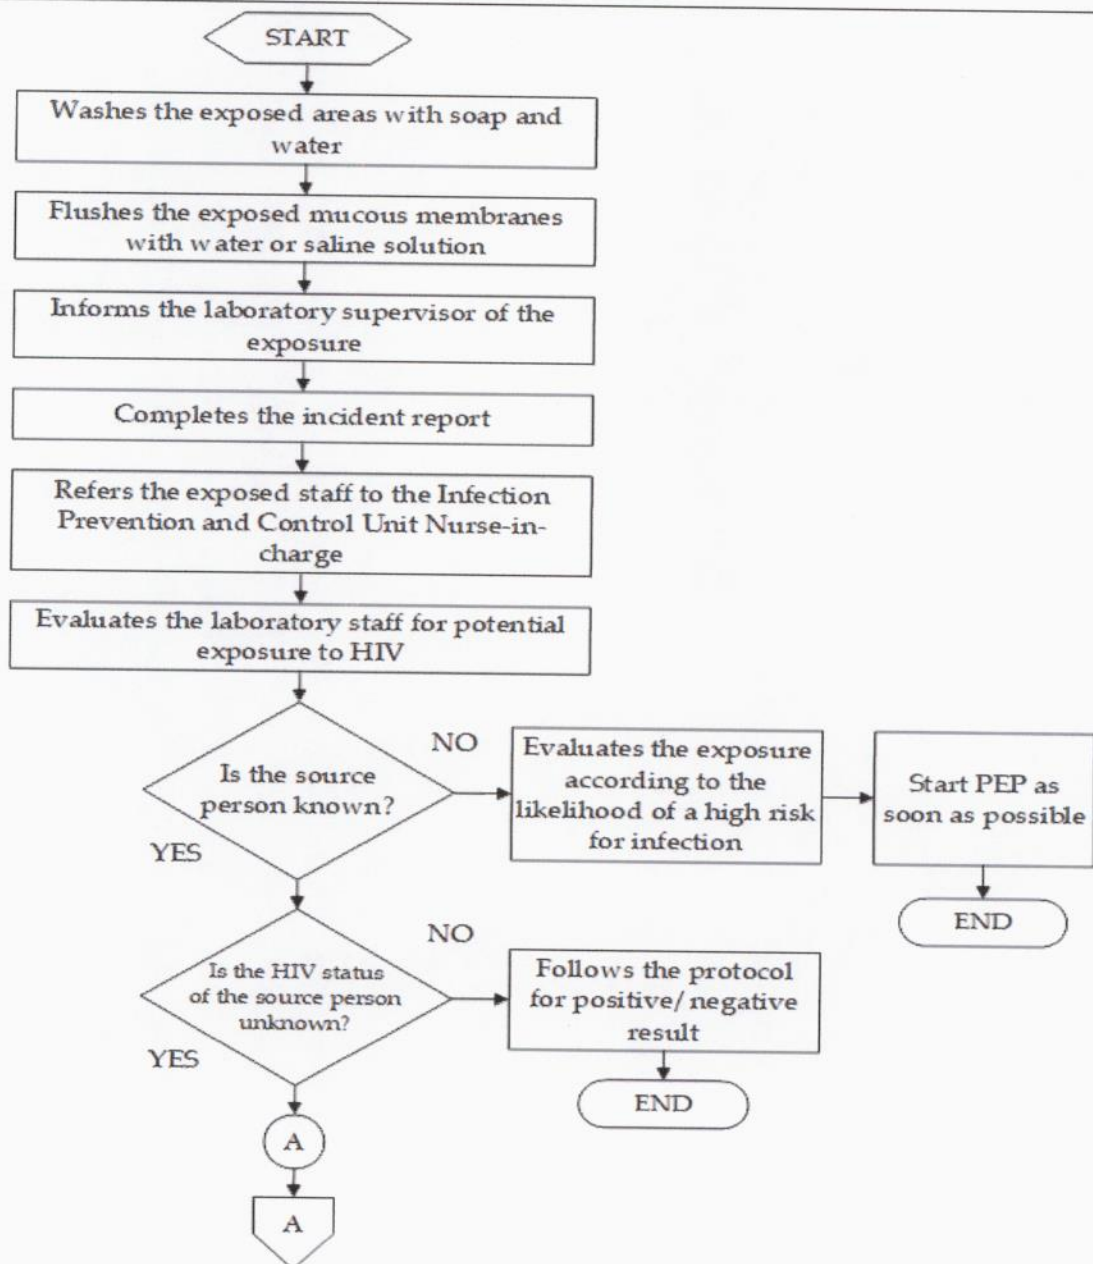 START
Washes the exposed areas with soap and
water
Flushes the exposed mucous membranes
with water or saline solution
Informs the laboratory supervisor of the
exposure
Completes the incident report
Refers the exposed staff to the Infection
Prevention and Control Unit Nurse-in-
charge
Evaluates the laboratory staff for potential
exposure to HIV
Is the source
person known?
NO
YES
Evaluates the exposure
according to the
likelihood of a high risk
for infection
Start PEP as
soon as possible
END
Is the HIV status
of the source person
unknown?
NO
YES
Follows the protocol
for positive/ negative
result
END
A
A